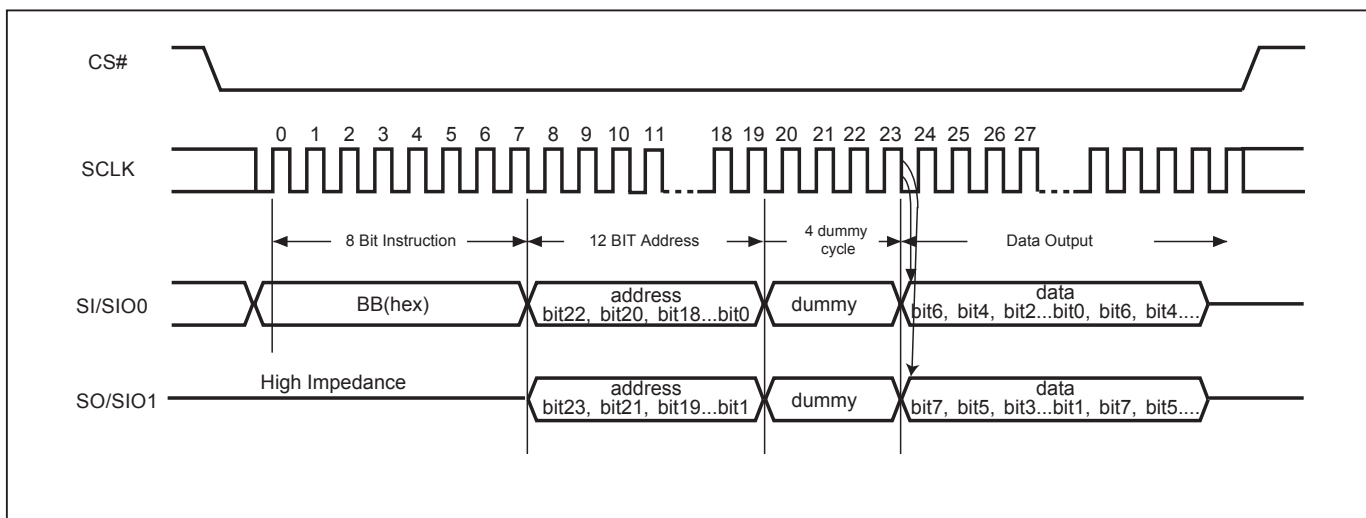 CS#
0 1 2 3 4 5 6 7 8 9 10 11 18 19 20 21 22 23 24 25 26 27
SCLK
8 Bit Instruction
12 BIT Address
4 dummy
cycle
Data Output
SI/SIO0
BB(hex)
address
bit22, bit20, bit18...bit0
dummy
data
bit6, bit4, bit2...bit0, bit6, bit4....
High Impedance
SO/SIO1
address
bit23, bit21, bit19...bit1
dummy
data
bit7, bit5, bit3...bit1, bit7, bit5....